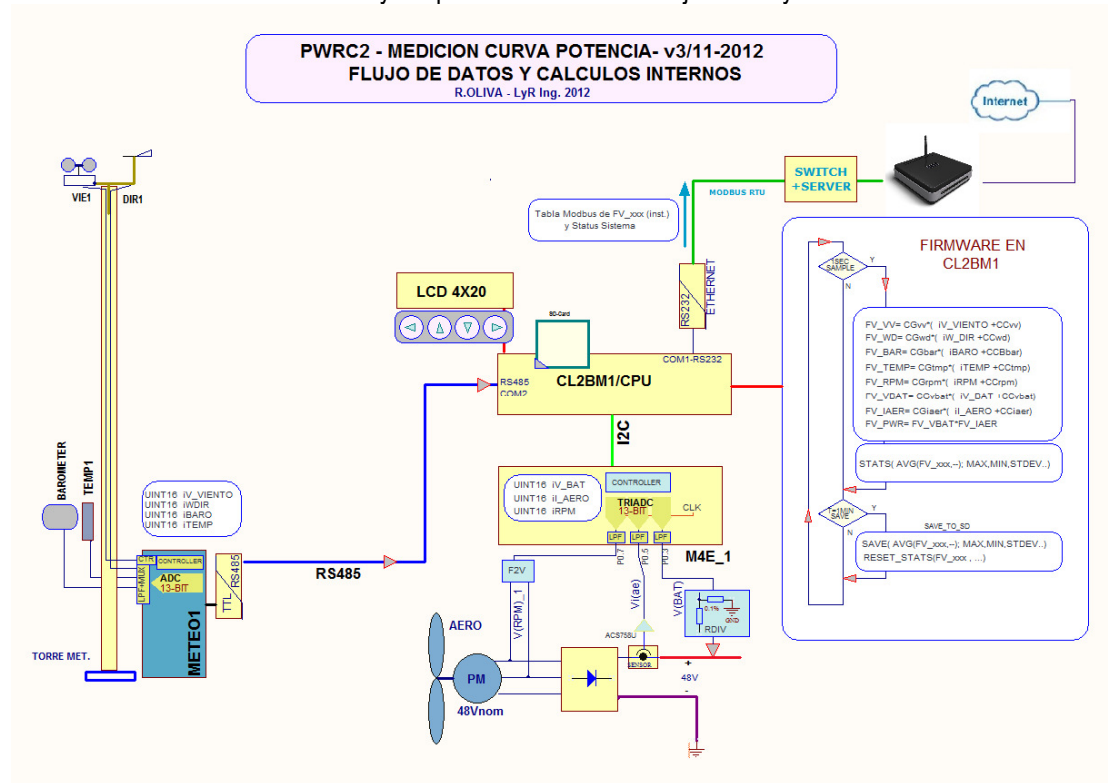 PWRC2 - MEDICION CURVA POTENCIA- v3/11-2012
FLUJO DE DATOS Y CALCULOS INTERNOS
R.OLIVA - LyR Ing. 2012
Internet
SWITCH
+SERVER
MODBUS RTU
VIE1
DIR1
Tabla Modbus de FV_xxx (inst.)
y Status Sistema
RS232
ETHERNET
LCD 4X20
SD-Card
COM1-RS232
RS485
COM2
CL2BM1/CPU
I2C
FIRMWARE EN
CL2BM1
1SEC
SAMPLE
Y
N
FV_VV= CGvv*( iV_VIENTO +CCvv)
FV_WD= CGwd*( iW_DIR +CCwd)
FV_BAR= CGbar*( iBARO +CCBbar)
FV_TEMP= CGtmp*( iTEMP +CCtmp)
FV_RPM= CGrpm*( iRPM +CCrpm)
FV_VBAT= CGvbat*( iV_BAT +CCvbat)
FV_IAER= CGiaer*( iI_AERO +CCiaer)
FV_PWR= FV_VBAT*FV_IAER
STATS( AVG(FV_xxx,--); MAX,MIN,STDEV..)
T=1MIN
SAVE
Y
N
SAVE_TO_SD
SAVE( AVG(FV_xxx,--); MAX,MIN,STDEV..)
RESET_STATS(FV_xxx , ...)
BAROMETER
TEMP1
UINT16 iV_VIENTO
UINT16 iWDIR
UINT16 iBARO
UINT16 iTEMP
CTR
CONTROLLER
LPF+MUX
ADC
13-BIT
METEO1
TTL
RS485
RS485
TORRE MET.
UINT16 iV_BAT
UINT16 iI_AERO
UINT16 iRPM
CONTROLLER
TRIADC
13-BIT
CLK
LPF
LPF
LPF
M4E_1
P0.7
P0.5
P0.3
F2V
V(RPM)_1
Vi(ae)
V(BAT)
0.1%
GND
RDIV
ACS758U
SENSOR
AERO
PM
48Vnom
+
48V
-